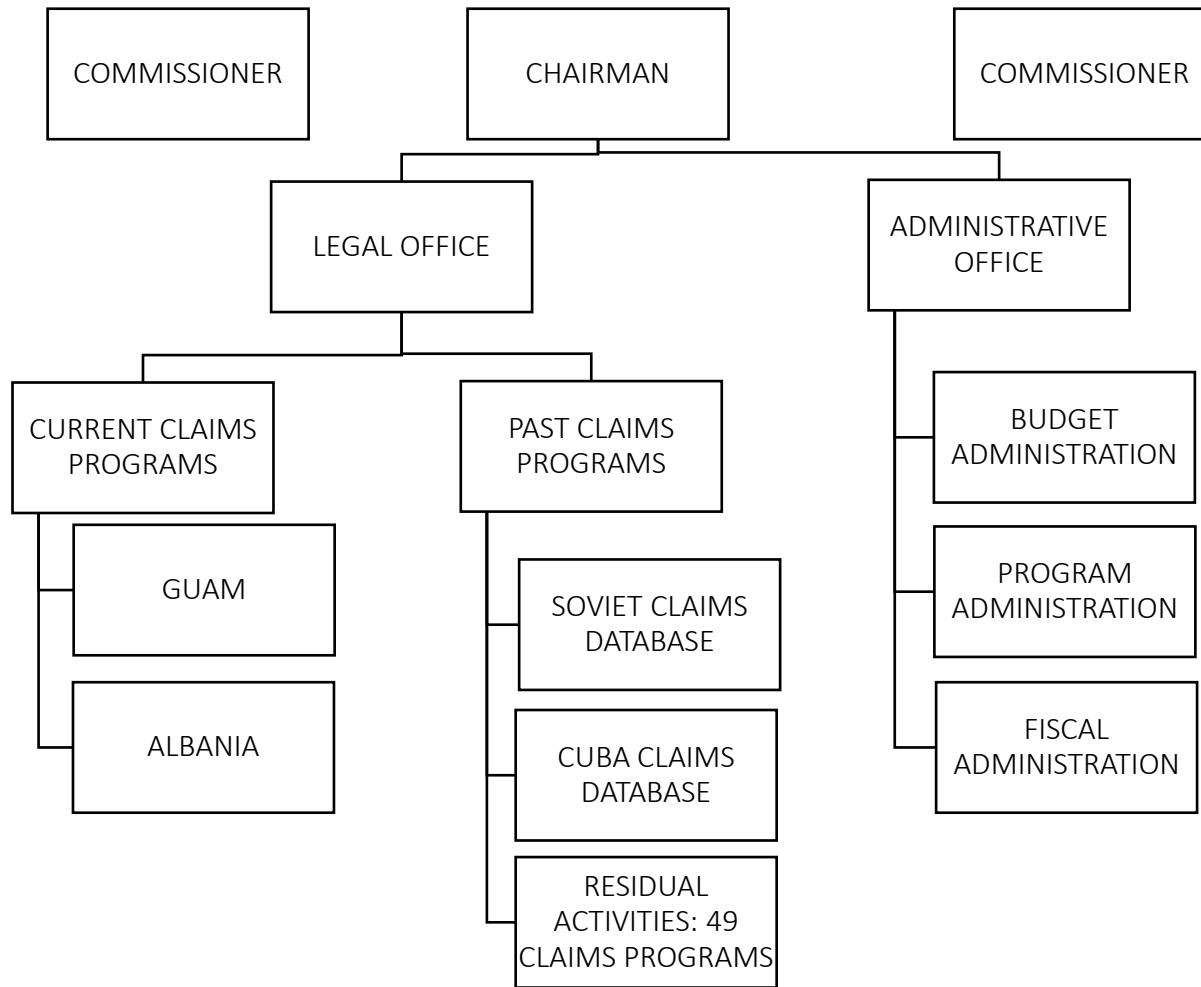 COMMISSIONER
CHAIRMAN
COMMISSIONER
LEGAL OFFICE
ADMINISTRATIVE
OFFICE
CURRENT CLAIMS
PROGRAMS
PAST CLAIMS
PROGRAMS
BUDGET
ADMINISTRATION
GUAM
SOVIET CLAIMS
DATABASE
PROGRAM
ADMINISTRATION
ALBANIA
CUBA CLAIMS
DATABASE
FISCAL
ADMINISTRATION
RESIDUAL
ACTIVITIES: 49
CLAIMS PROGRAMS